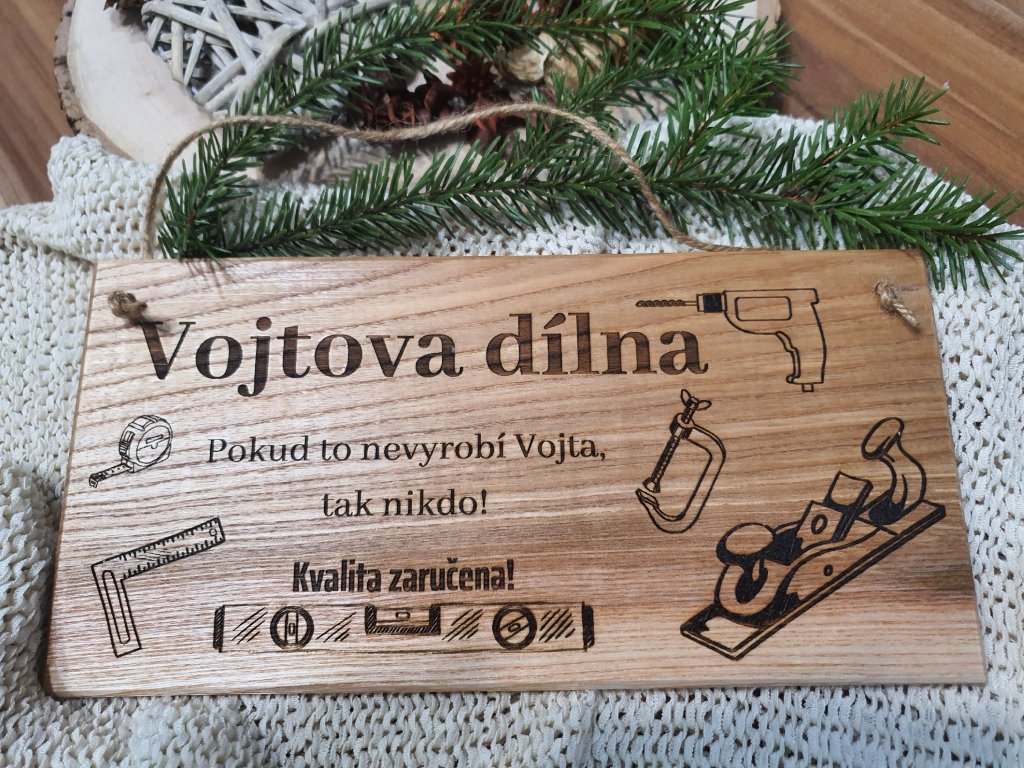 Vojtova dílna
Pokud to nevyrobí Vojta,
tak nikdo!
Kvalita zaručena!